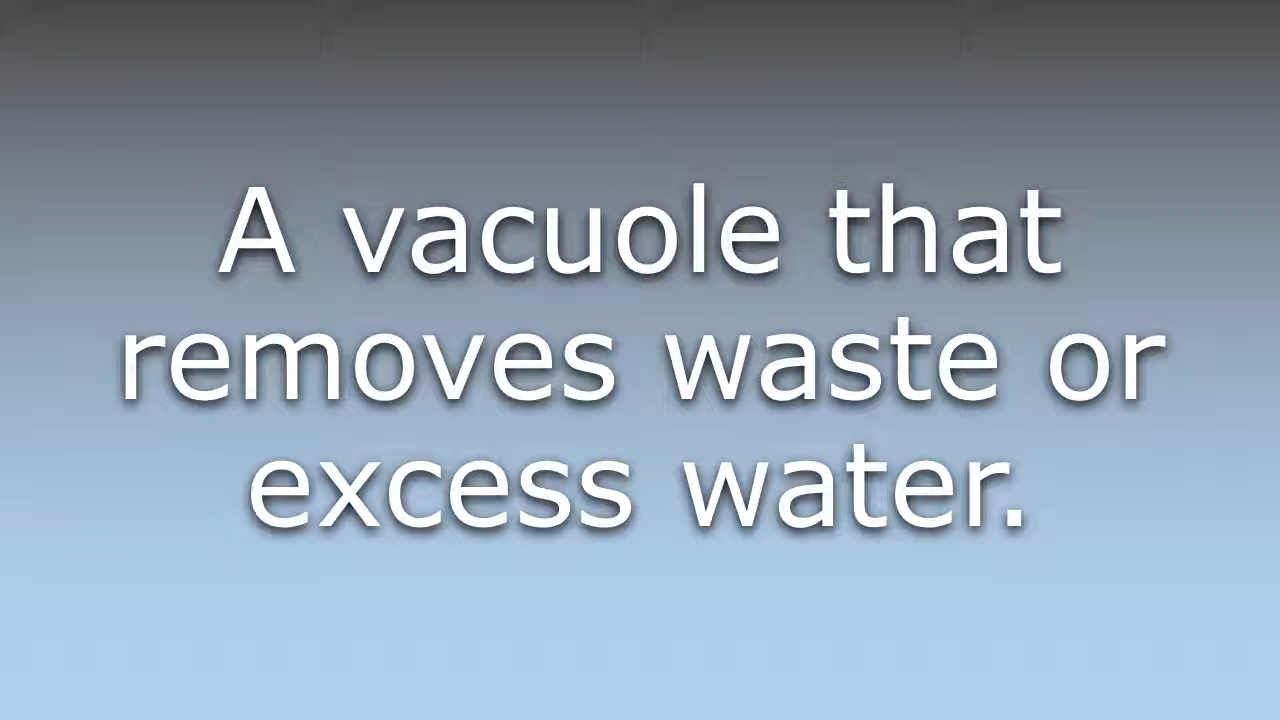 A vacuole that
removes waste or
excess water.